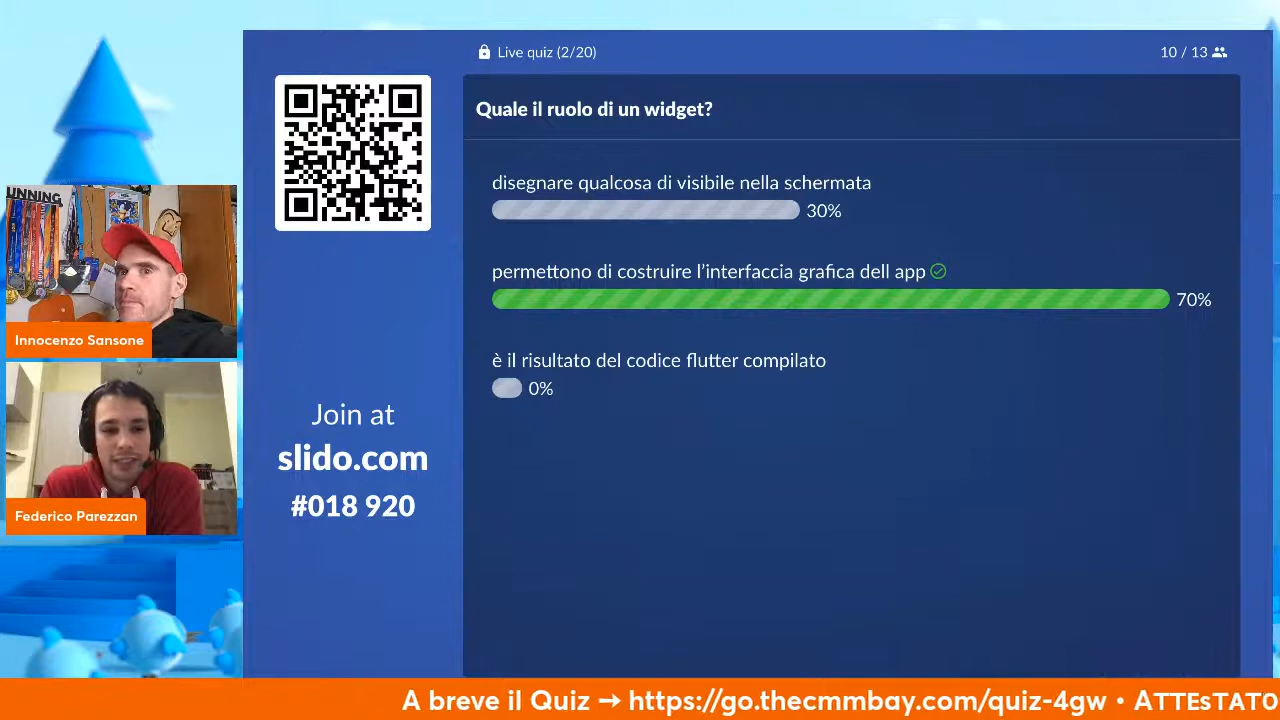 Live quiz (2/20)
10 / 13
Quale il ruolo di un widget?
disegnare qualcosa di visibile nella schermata
30%
permettono di costruire l’interfaccia grafica dell app
70%
è il risultato del codice flutter compilato
0%
UNNING
Innocenzo Sansone
Federico Parezzan
Join at
slido.com
#018 920
A breve il Quiz → https://go.thecmmbay.com/quiz-4gw • ATTEsTATO